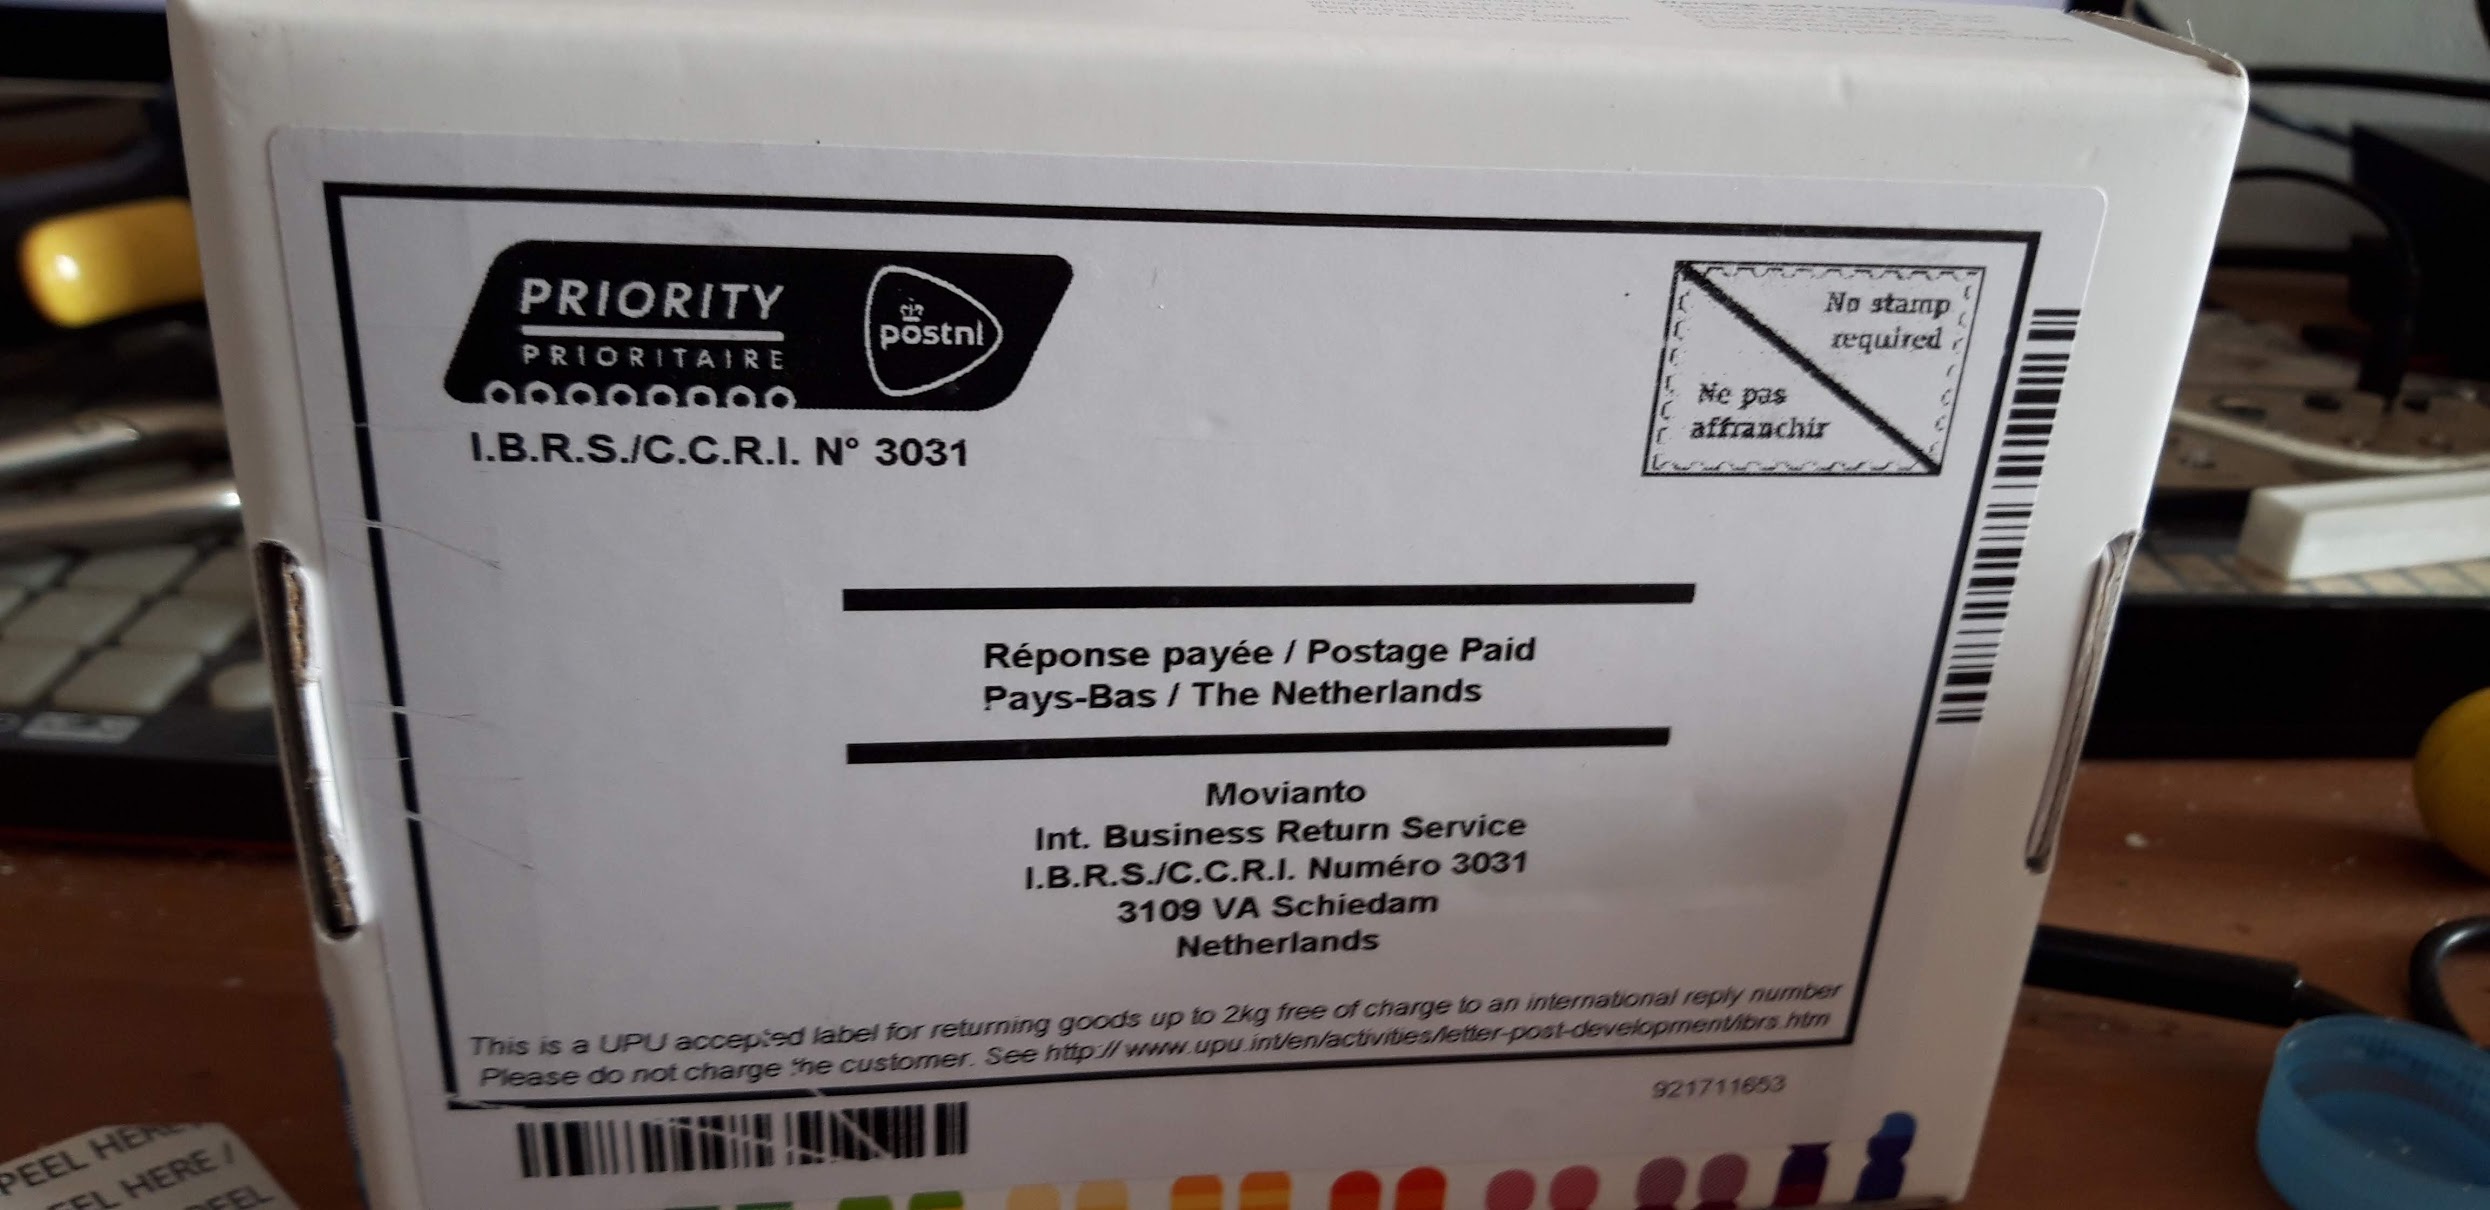 PRIORITY
PRIORITAIRE
postnl
I.B.R.S./C.C.R.I. N° 3031
No stamp
required
Ne pas
affranchir
Réponse payée / Postage Paid
Pays-Bas / The Netherlands
Movianto
Int. Business Return Service
I.B.R.S./C.C.R.I. Numéro 3031
3109 VA Schiedam
Netherlands
This is a UPU accepted label for returning goods up to 2kg free of charge to an international reply number
Please do not charge the customer. See http://www.upu.int/en/activities/letter-post-development/ibrs.htm
921711653
PEEL HERE
HERE /
PEEL